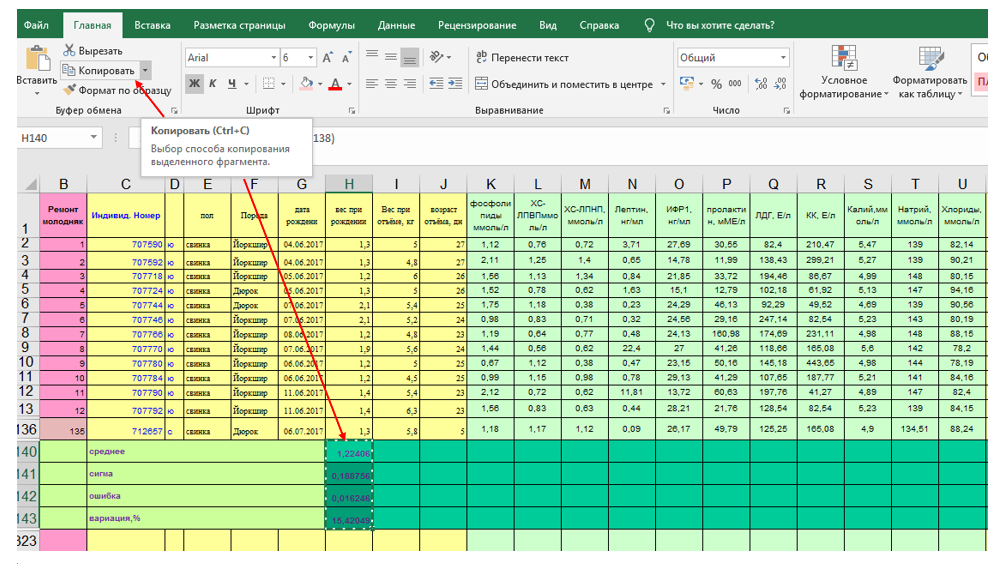 Файл Главная Вставка Разметка страницы Формулы Данные Рецензирование Вид Справка Что вы хотите сделать?
Вставить
Вырезать
Копировать
Формат по образцу
Буфер обмена
Arial 6
Ж К Ч
Шрифт
Перенести текст
Объединить и поместить в центре
Выравнивание
Общий
% 000
Число
Условное
форматирование
Форматировать
как таблицу
H140
138)
Копировать (Ctrl+C)
Выбор способа копирования
выделенного фрагмента.
B C D E F G H I J K L M N O P Q R S T U
1 Ремонт молодняк Индивид. Номер пол Порода дата рождени вес при рождении Вес при отъёме, кг возраст отъёма, дн фосфоли пиды ммоль/л ХС-ЛПВПммо ль/л ХС-ЛПНП, ммоль/л Лептин, нг/мл ИФР1, нг/мл пролакти н, мМЕ/л ЛДГ, Е/л КК, Е/л Калий,мм оль/л Натрий, ммоль/л Хлориды, ммоль/л
2 1 707590 ю свинка Йоркшир 04.06.2017 1,3 5 27 1,12 0,76 0,72 3,71 27,69 30,55 82,4 210,47 5,47 139 82,14
3 2 707592 ю свинка Йоркшир 04.06.2017 1,3 4,8 27 2,11 1,25 1,4 0,65 14,78 11,99 138,43 299,21 5,27 139 90,21
4 3 707718 ю свинка Йоркшир 05.06.2017 1,2 6 26 1,56 1,13 1,34 0,84 21,85 33,72 194,46 86,67 4,99 148 80,15
5 4 707724 ю свинка Дюрок 05.06.2017 1,3 5 26 1,52 0,78 0,62 1,63 15,1 12,79 102,18 61,92 5,13 147 94,16
6 5 707744 ю свинка Дюрок 07.06.2017 2,1 5,4 25 1,75 1,18 0,38 0,23 24,29 46,13 92,29 49,52 4,69 139 90,56
7 6 707746 ю свинка Йоркшир 07.06.2017 2,1 5,2 24 0,98 0,83 0,71 0,32 24,56 29,16 247,14 82,54 5,23 143 80,19
8 7 707766 ю свинка Йоркшир 08.06.2017 1,2 4,8 23 1,19 0,64 0,77 0,48 24,13 160,98 174,69 231,11 4,98 148 88,15
9 8 707770 ю свинка Йоркшир 07.06.2017 1,9 5,6 24 1,44 0,56 0,62 22,4 27 41,26 118,66 165,08 5,6 142 78,2
10 9 707780 ю свинка Йоркшир 06.06.2017 1,2 5 25 0,67 1,12 0,38 0,47 23,15 50,16 145,18 443,65 4,98 144 78,19
11 10 707784 ю свинка Йоркшир 06.06.2017 1,2 4,5 25 0,99 1,15 0,98 0,78 29,13 41,29 107,65 187,77 5,21 141 84,16
12 11 707790 ю свинка Йоркшир 11.06.2017 1,4 5,4 23 2,12 0,72 0,62 11,81 13,72 60,63 197,76 41,27 4,89 147 82,4
13 12 707792 ю свинка Йоркшир 11.06.2017 1,4 6,3 23 1,56 0,83 0,63 0,44 28,21 21,76 128,54 82,54 5,23 139 84,15
136 135 712657 с свинка Дюрок 06.07.2017 1,3 5,8 5 1,18 1,17 1,12 0,09 26,17 49,79 125,25 165,08 4,9 134,51 88,24
140 среднее 1,22406
141 сигма 0,188756
142 ошибка 0,016246
143 вариация,% 15,42049
323